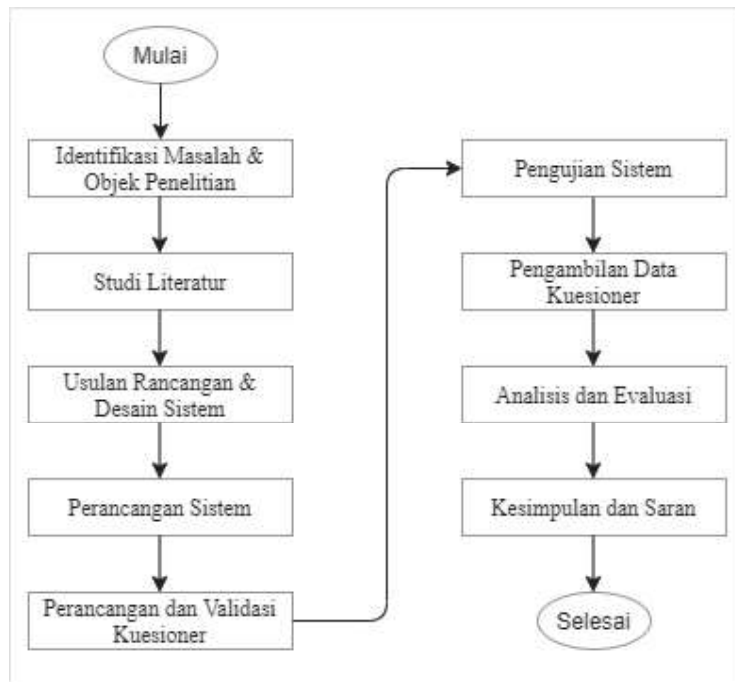 Mulai
Identifikasi Masalah &
Objek Penelitian
Studi Literatur
Usulan Rancangan &
Desain Sistem
Perancangan Sistem
Perancangan dan Validasi
Kuesioner
Pengujian Sistem
Pengambilan Data
Kuesioner
Analisis dan Evaluasi
Kesimpulan dan Saran
Selesai